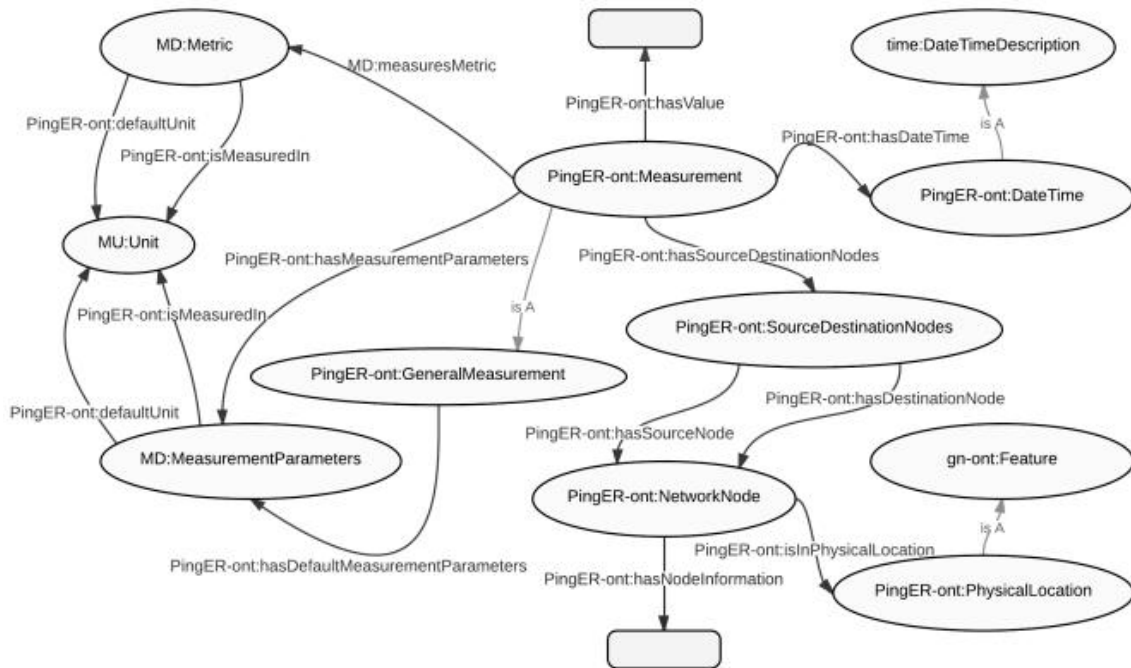 MD:Metric
time:DateTimeDescription
MD:measuresMetric
PingER-ont:hasValue
PingER-ont:defaultUnit
is A
PingER-ont:hasDateTime
PingER-ont:isMeasuredIn
PingER-ont:Measurement
PingER-ont:DateTime
MU:Unit
PingER-ont:hasMeasurementParameters
PingER-ont:hasSourceDestinationNodes
PingER-ont:isMeasuredIn
is A
PingER-ont:SourceDestinationNodes
PingER-ont:GeneralMeasurement
PingER-ont:defaultUnit
PingER-ont:hasDestinationNode
PingER-ont:hasSourceNode
MD:MeasurementParameters
gn-ont:Feature
PingER-ont:NetworkNode
is A
PingER-ont:isInPhysicalLocation
PingER-ont:hasDefaultMeasurementParameters
PingER-ont:hasNodeInformation
PingER-ont:PhysicalLocation